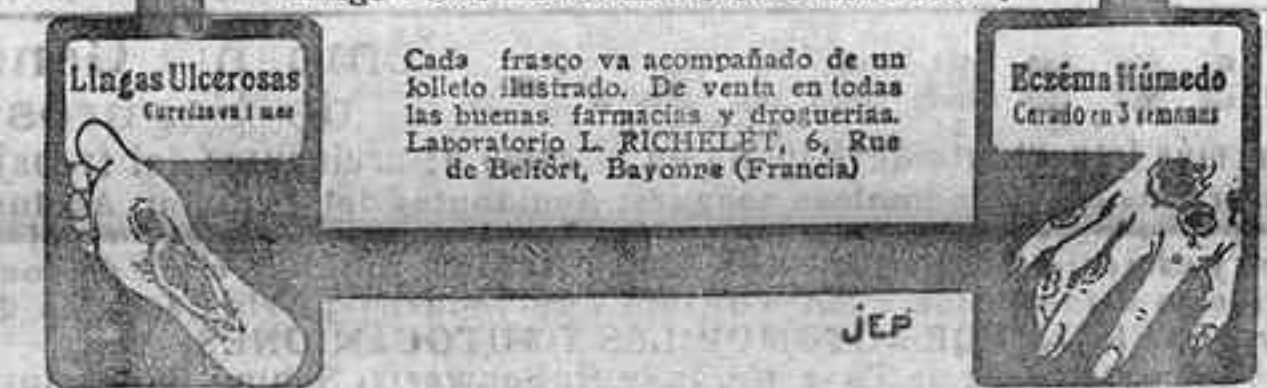 Llagas Ulcerosas
Curadas en 1 mes
Cada frasco va acompañado de un
folleto ilustrado. De venta en todas
las buenas farmacias y droguerías.
Laboratorio L. RICHELET, 6, Rue
de Belfort, Bayonne (Francia)
Eczéma Húmedo
Curado en 3 semanas
JEP